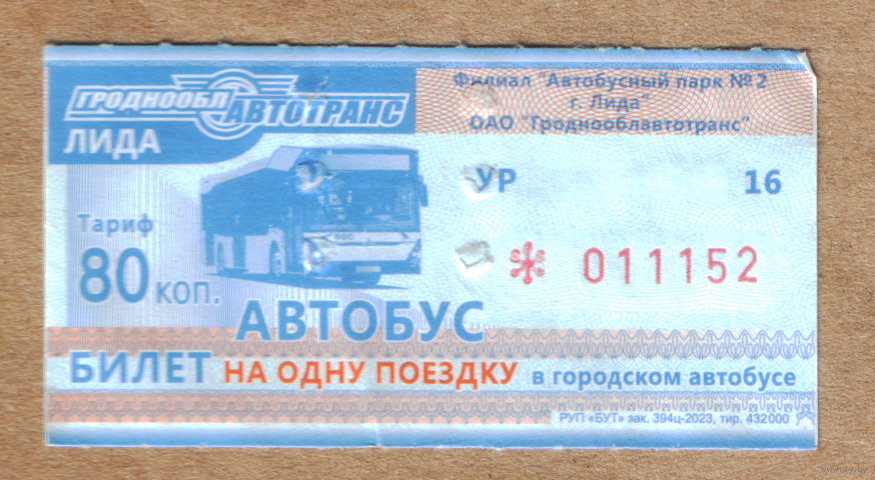 ГРОДНООБЛ
АВТОТРАНС
ЛИДА
Филиал "Автобусный парк № 2
г. Лида"
ОАО "Гроднооблавтотранс"
УР 16
* 011152
Тариф
80 коп.
АВТОБУС
БИЛЕТ НА ОДНУ ПОЕЗДКУ в городском автобусе
РУП «БУТ» зак. 394ц-2023, тир. 432000